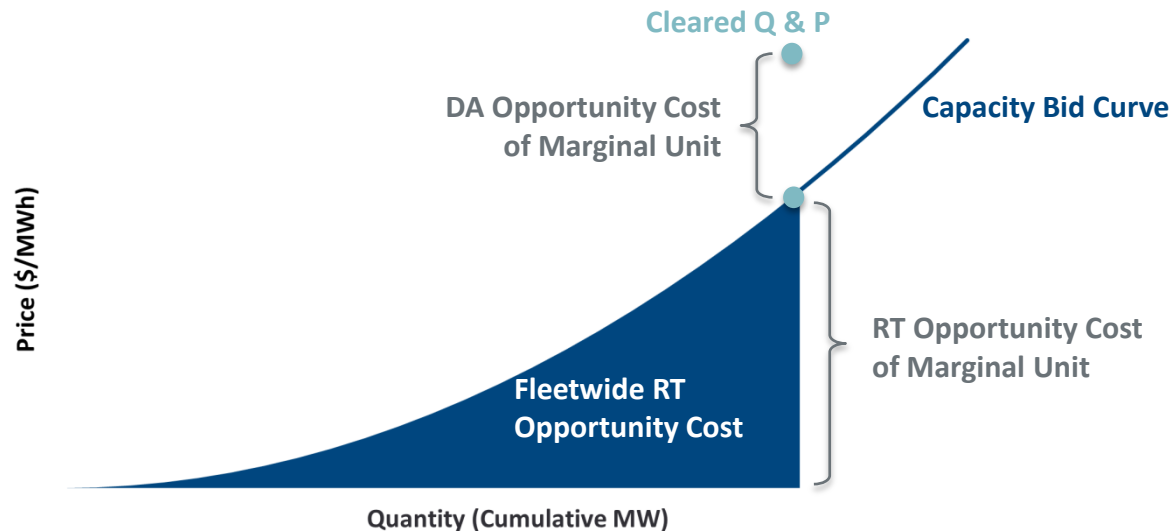 Cleared Q & P
DA Opportunity Cost
of Marginal Unit
Capacity Bid Curve
Price ($/MWh)
RT Opportunity Cost
of Marginal Unit
Fleetwide RT
Opportunity Cost
Quantity (Cumulative MW)